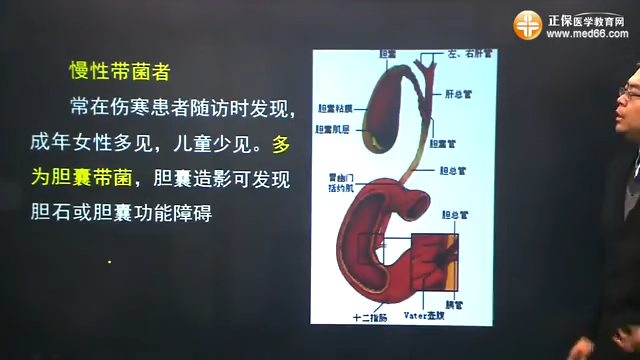 正保医学教育网
www.med66.com
慢性带菌者
常在伤寒患者随访时发现，
成年女性多见，儿童少见。多
为胆囊带菌，胆囊造影可发现
胆石或胆囊功能障碍
胆囊
左、右肝管
肝总管
胆囊粘膜
胆囊肌层
胆囊管
胆总管
胃幽门
括约肌
胆总管
胰管
十二指肠
Vater壶腹